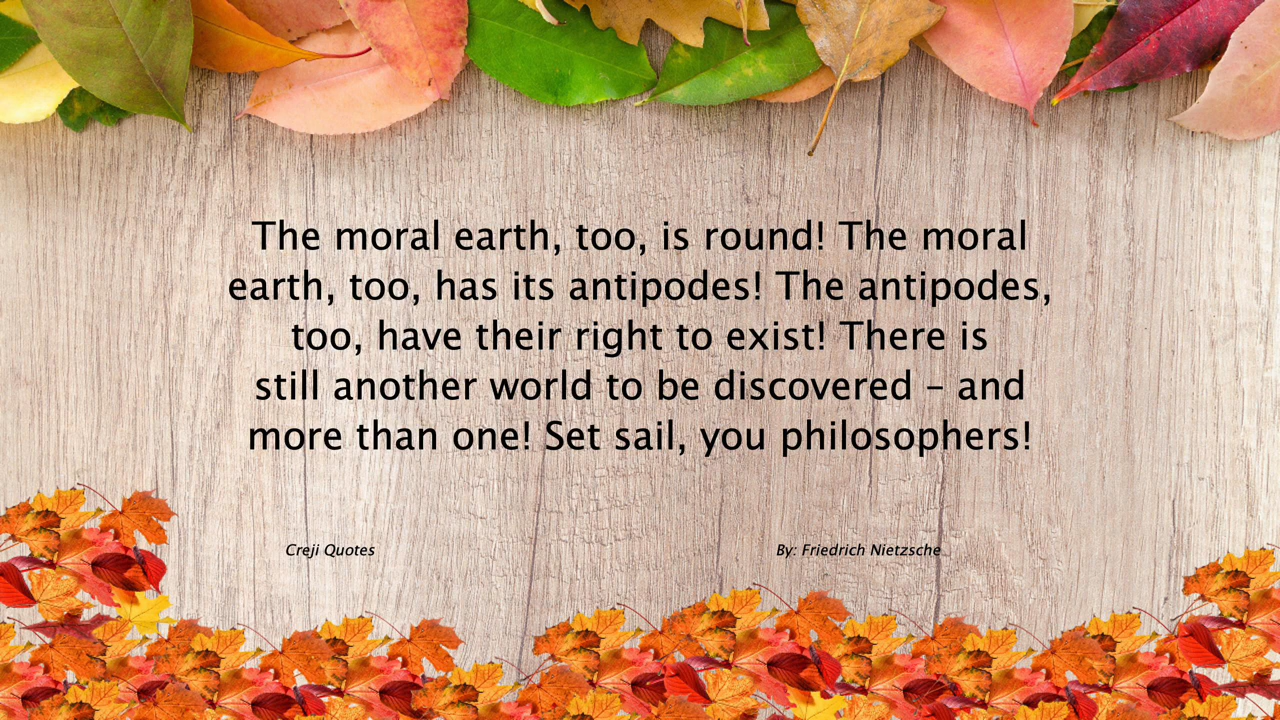 The moral earth, too, is round! The moral
earth, too, has its antipodes! The antipodes,
too, have their right to exist! There is
still another world to be discovered – and
more than one! Set sail, you philosophers!
Creji Quotes
By: Friedrich Nietzsche